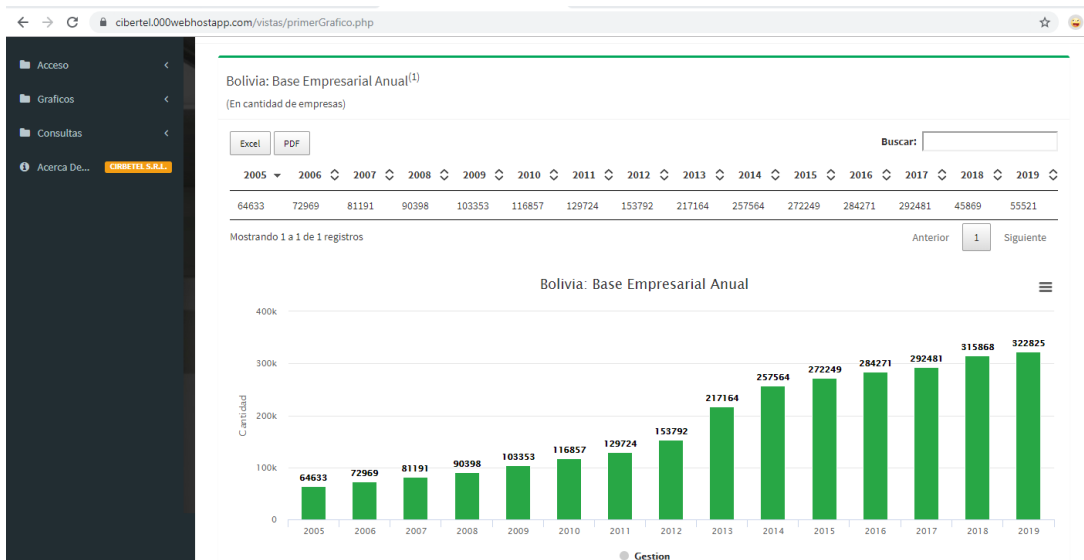 cibertel.000webhostapp.com/vistas/primerGrafico.php
Acceso
Graficos
Consultas
Acerca De... CIRBETEL S.R.L.
Bolivia: Base Empresarial Anual(1)
(En cantidad de empresas)
Excel PDF Buscar:
2005 2006 2007 2008 2009 2010 2011 2012 2013 2014 2015 2016 2017 2018 2019
64633 72969 81191 90398 103353 116857 129724 153792 217164 257564 272249 284271 292481 45869 55521
Mostrando 1 a 1 de 1 registros Anterior 1 Siguiente
Bolivia: Base Empresarial Anual
Cantidad
400k
300k
200k
100k
0
64633 72969 81191 90398 103353 116857 129724 153792 217164 257564 272249 284271 292481 315868 322825
2005 2006 2007 2008 2009 2010 2011 2012 2013 2014 2015 2016 2017 2018 2019
Gestion